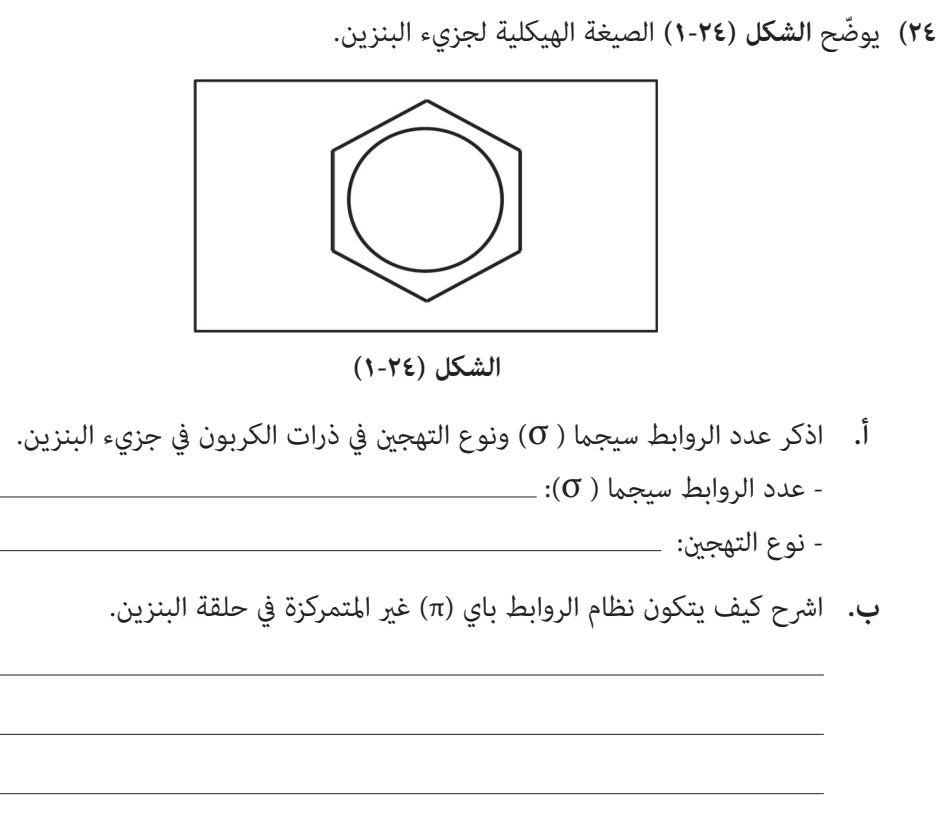 ٢٤) يوضّح الشكل (٢٤-١) الصيغة الهيكلية لجزيء البنزين.
الشكل (٢٤-١)
أ. اذكر عدد الروابط سيجما ( σ) ونوع التهجين في ذرات الكربون في جزيء البنزين.
- عدد الروابط سيجما ( σ):
- نوع التهجين:
ب. اشرح كيف يتكون نظام الروابط باي (π) غير المتمركزة في حلقة البنزين.